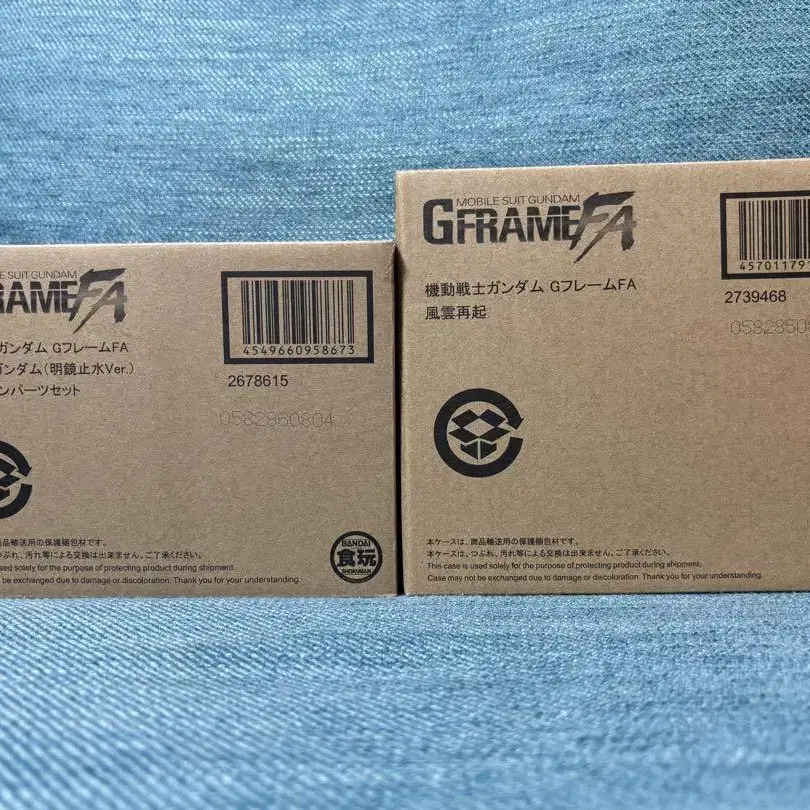 LE SUIT GUNDAM
RAMEFA
ガンダム GフレームFA
ガンダム(明鏡止水Ver.)
ンパーツセット
4549660958673
2678615
0582860804
品輸送用の保護梱包材です。
つぶれ、汚れ等による交換は出来ません。ご了承ください。
sed solely for the purpose of protecting product during shipment.
be exchanged due to damage or discoloration. Thank you for your understanding.
BANDAI
食玩
SHOKUGAN
MOBILE SUIT GUNDAM
GFRAMEFA
機動戦士ガンダム GフレームFA
風雲再起
457011791
2739468
0582850
本ケースは、商品輸送用の保護梱包材です。
本ケースは、つぶれ、汚れ等による交換は出来ません。ご了承ください。
This case is used solely for the purpose of protecting product during shipment.
Case may not be exchanged due to damage or discoloration. Thank you for your understanding.